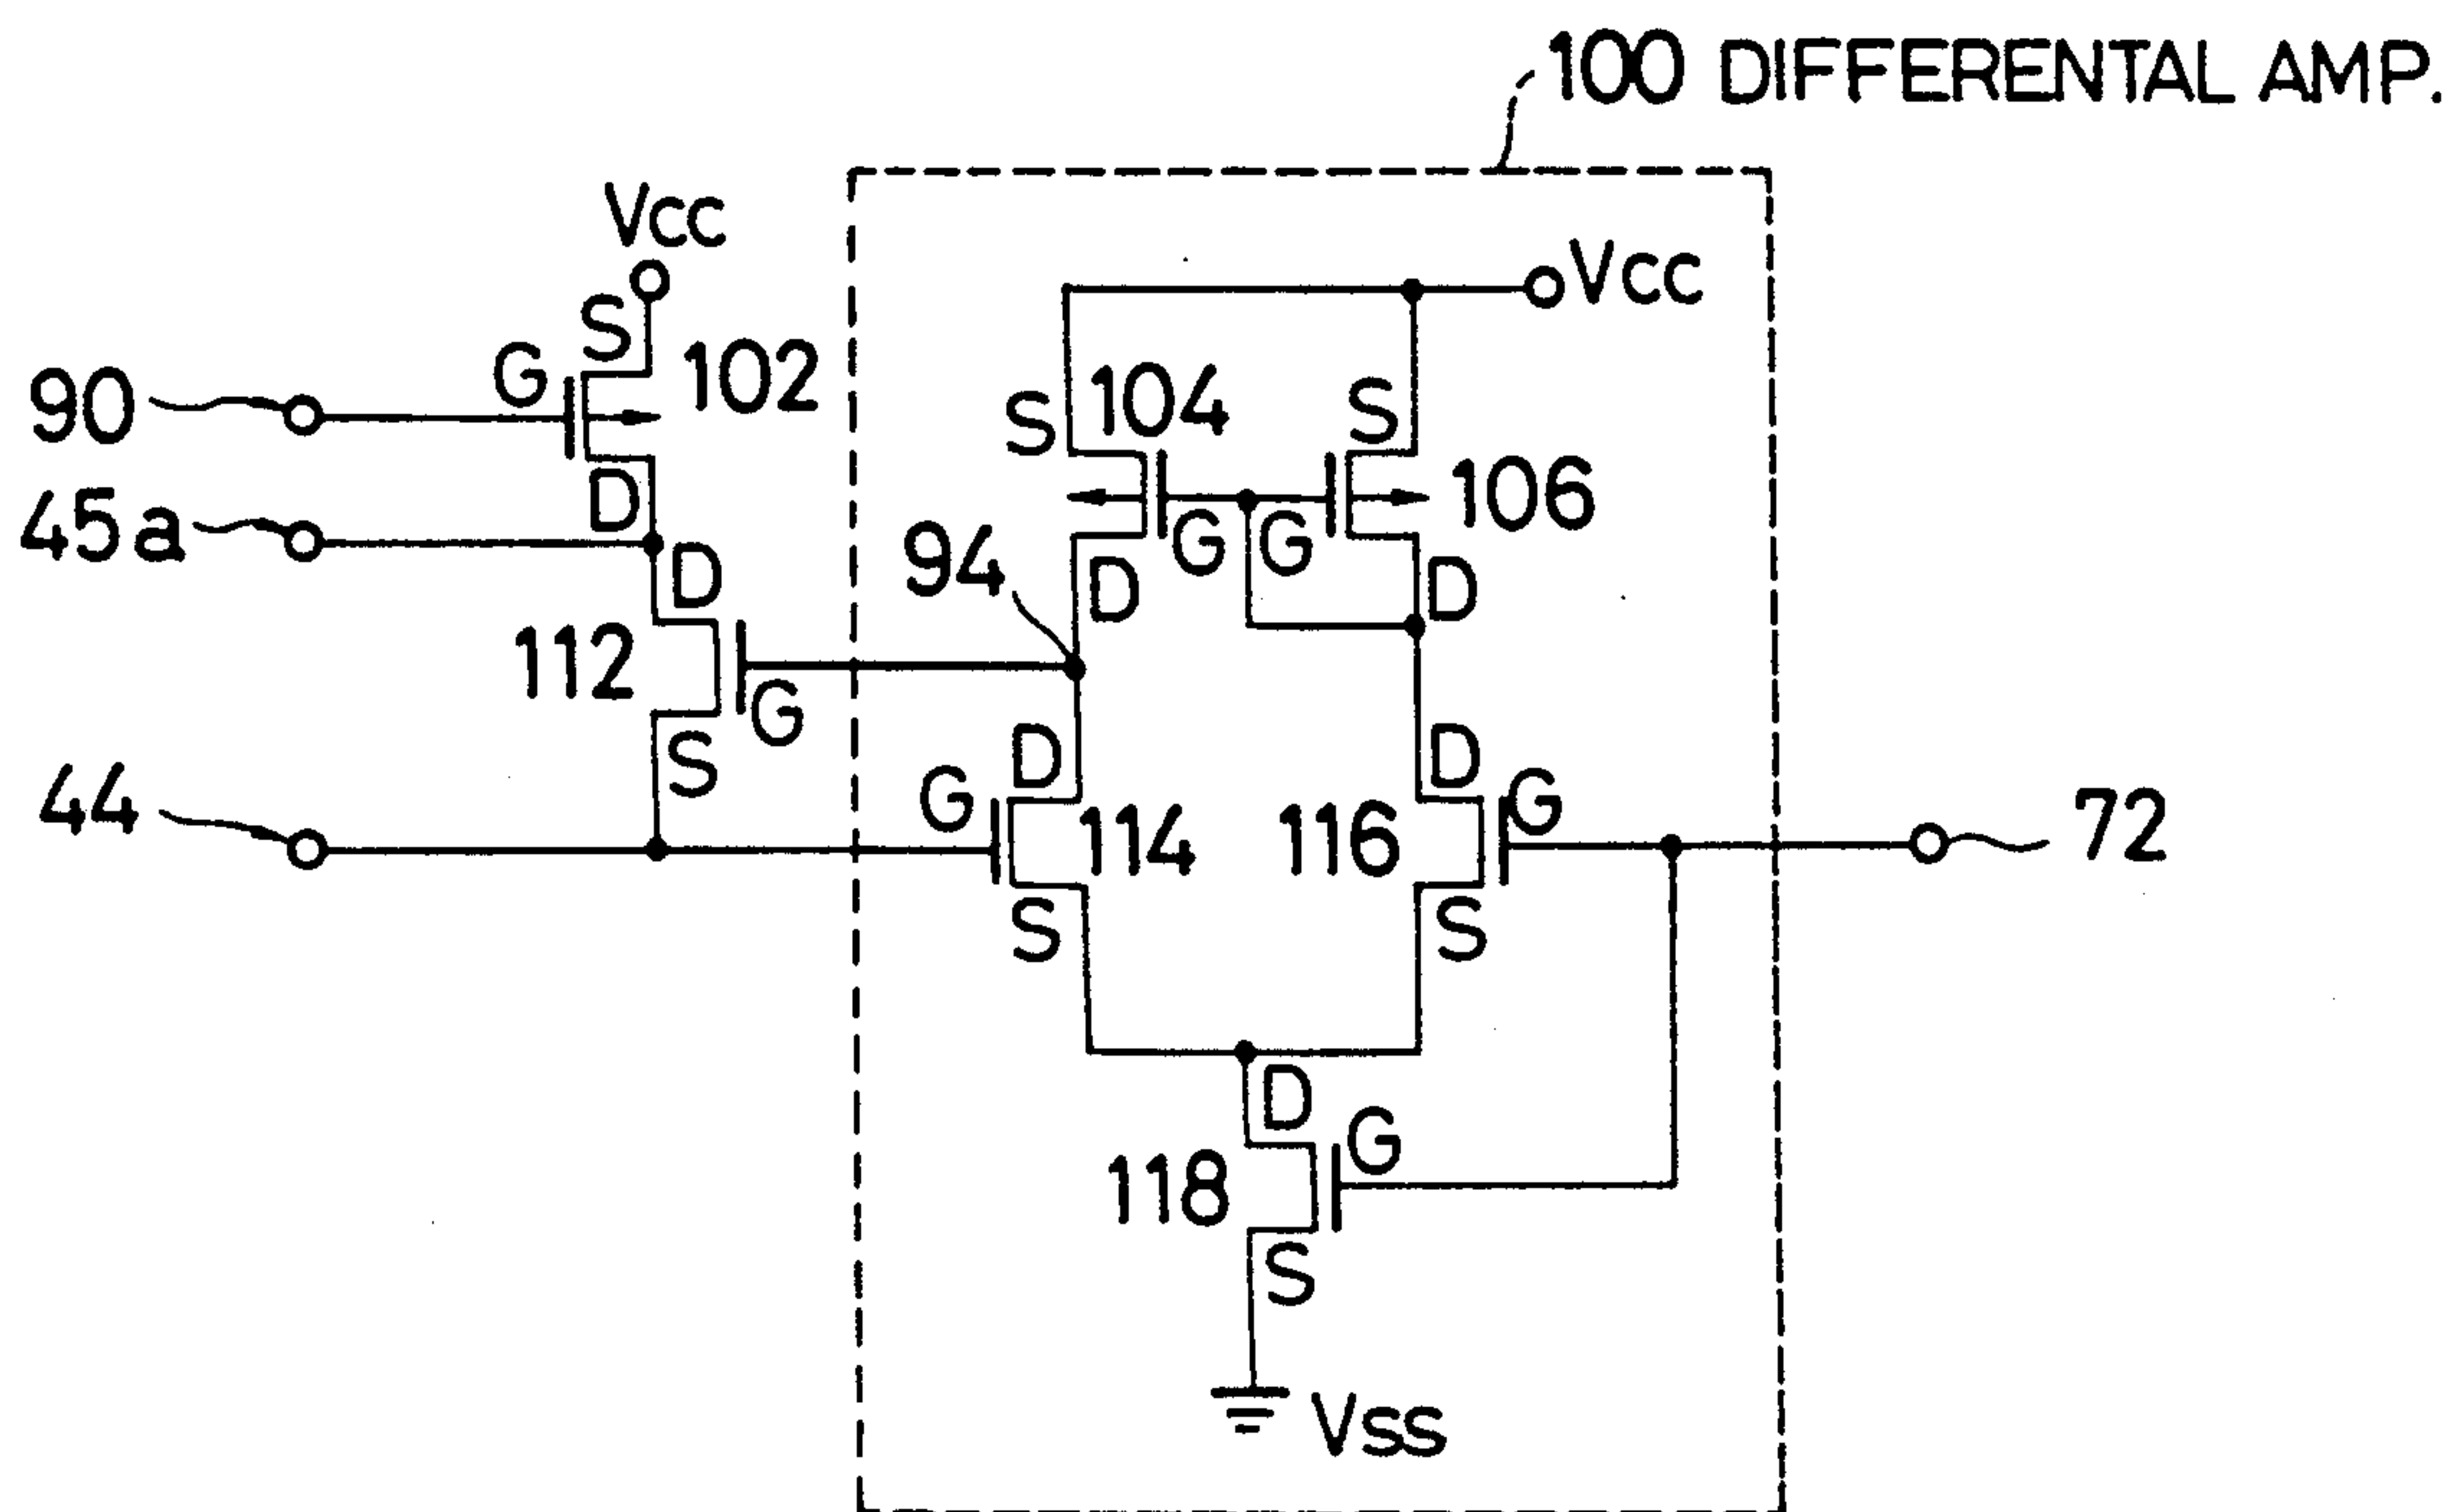 100 DIFFERENTAL AMP.
Vcc
Vcc
S
G
102
90
S
104
S
D
106
45a
G
G
94
D
D
D
112
G
D
D
S
G
G
44
114
116
72
S
S
D
G
118
S
Vss